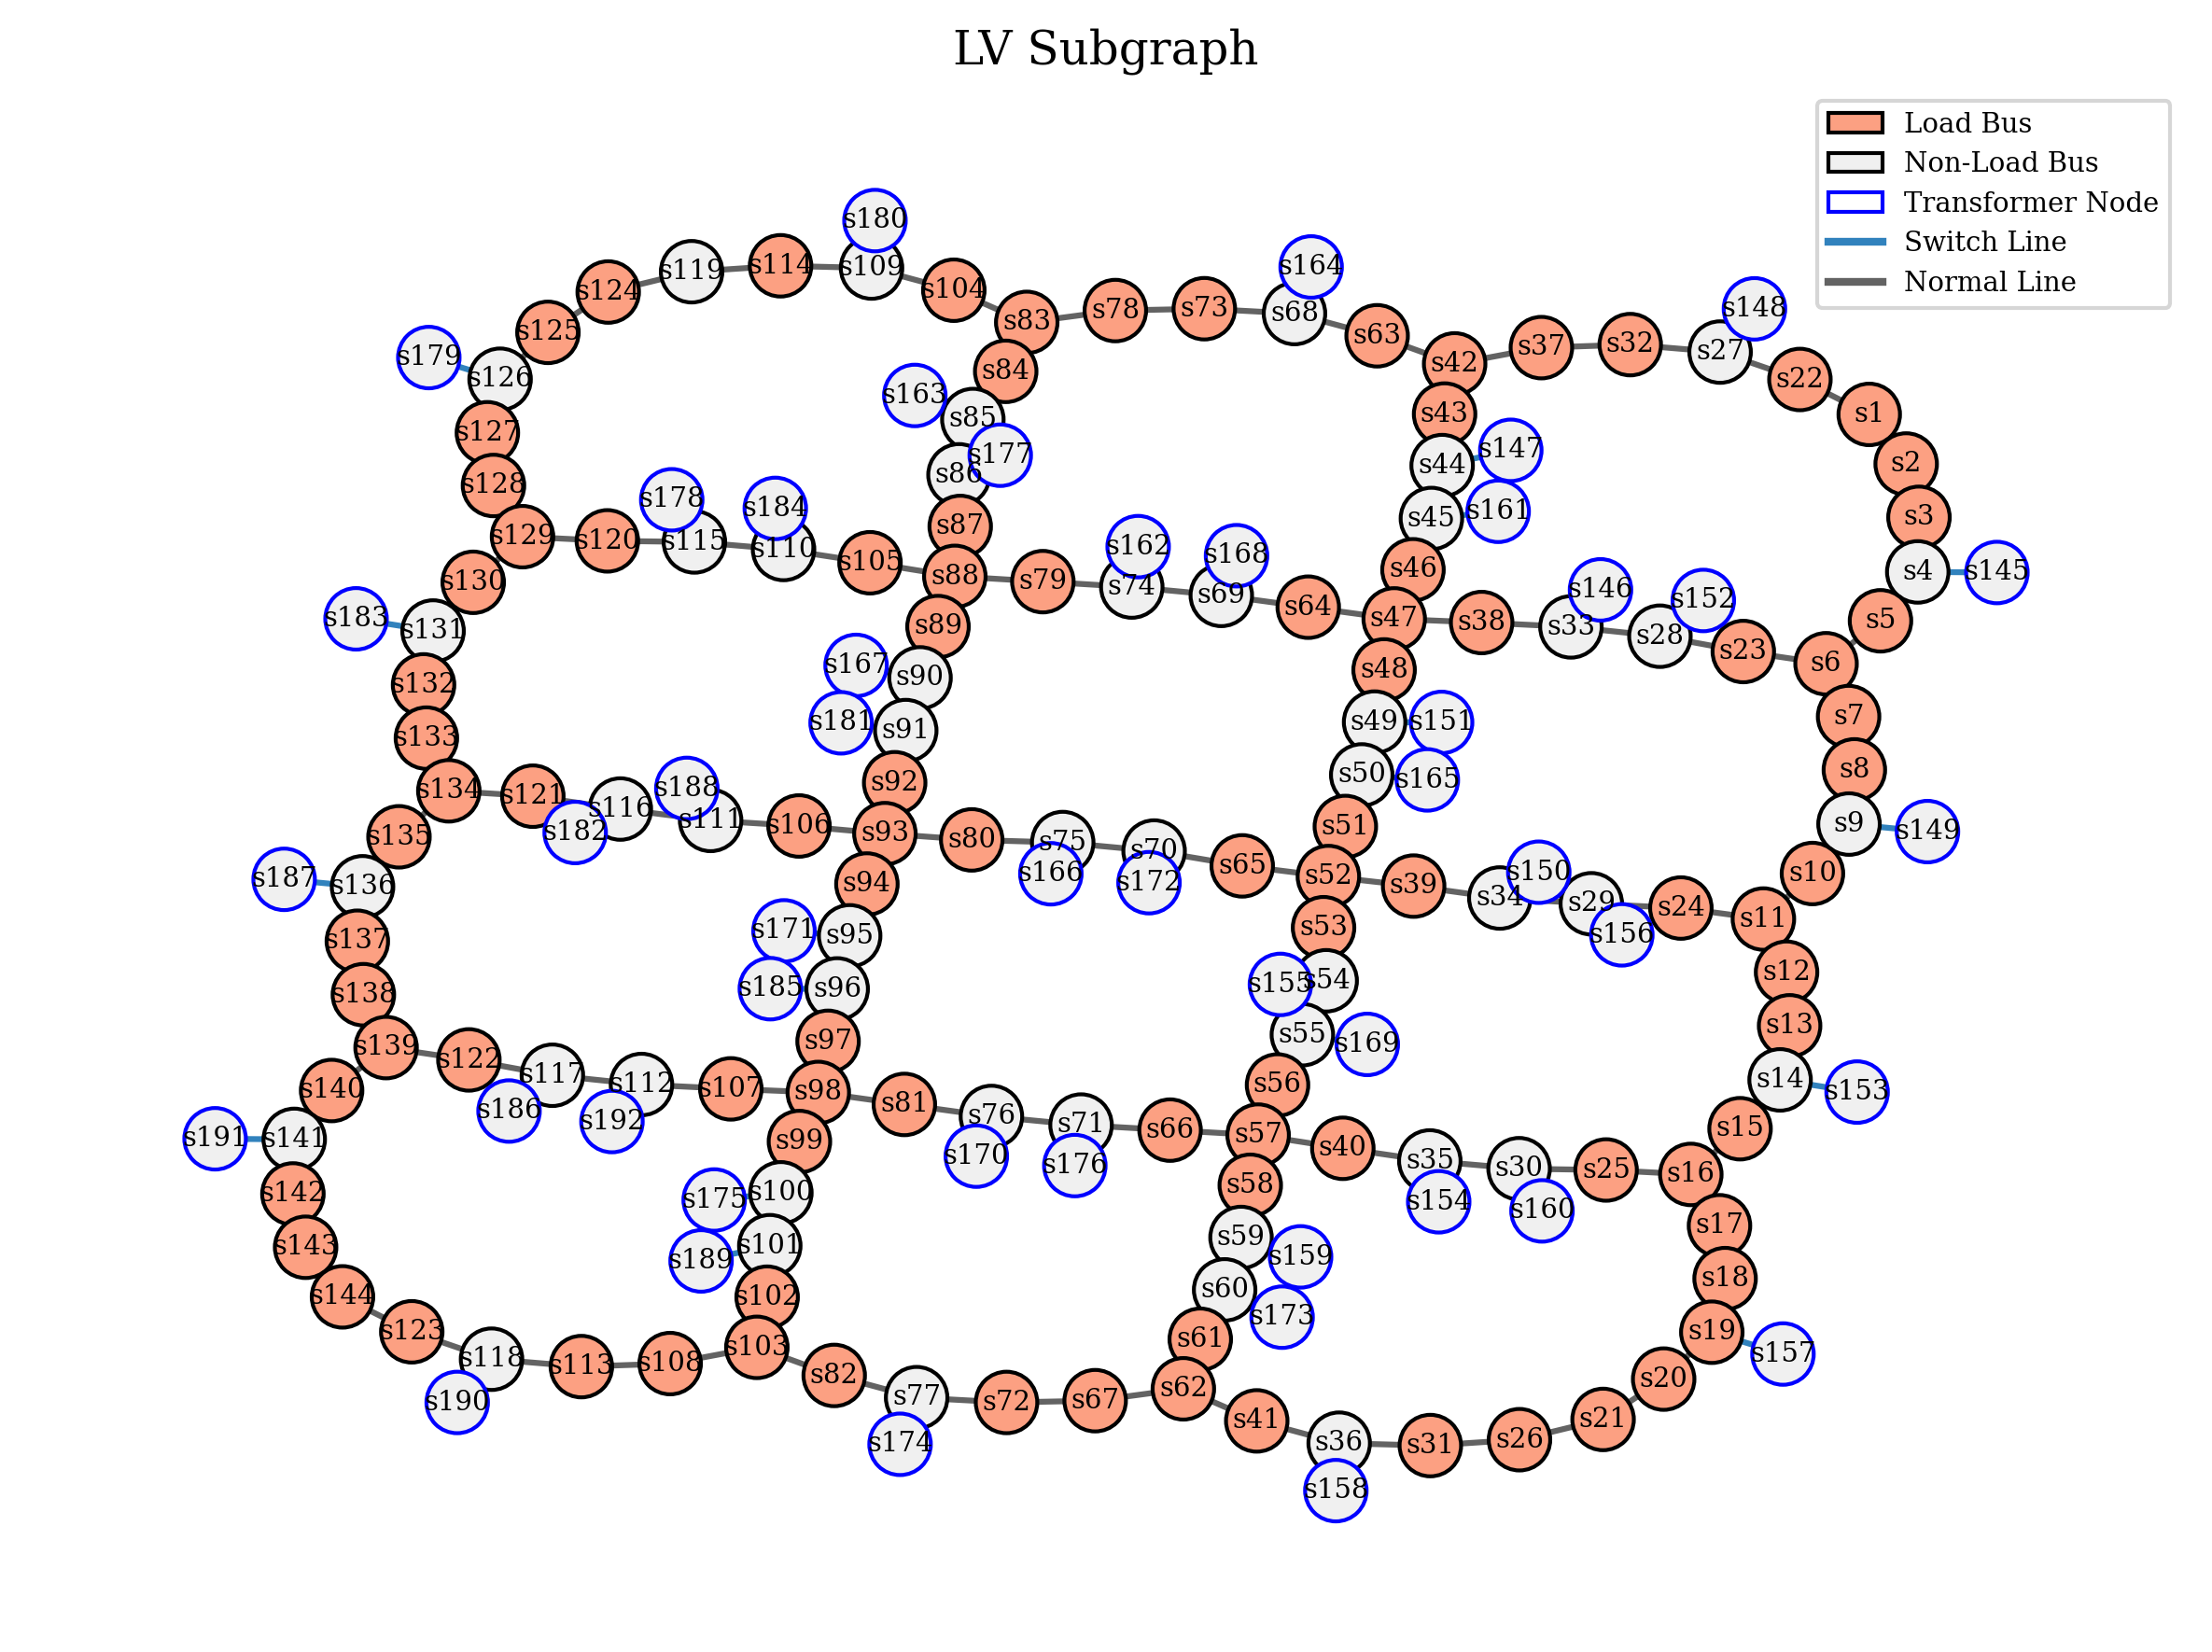 LV Subgraph
Load Bus
Non-Load Bus
Transformer Node
Switch Line
Normal Line
s180
s164
s119 s114 s109
s124 s104
s148
s125 s83 s78 s73 s68 s63
s179 s126 s84 s42 s37 s32 s27 s22
s163 s85 s43 s1
s127 s177 s44 s147 s2
s128 s178 s184 s86 s45 s161 s3
s129 s120 s115 s110 s105 s87 s162 s168 s46 s4 s145
s130 s88 s79 s74 s69 s64 s146 s152 s5
s183 s131 s89 s47 s38 s33 s28 s23 s6
s132 s167 s90 s48 s7
s133 s181 s91 s49 s151 s8
s134 s121 s188 s92 s50 s165 s9 s149
s135 s182 s116 s111 s106 s93 s80 s75 s70 s65 s51 s10
s187 s136 s94 s166 s172 s52 s39 s34 s150 s29 s24 s11
s137 s171 s95 s53 s156 s12
s138 s185 s96 s155 s54 s13
s139 s122 s97 s55 s169 s14 s153
s140 s117 s112 s107 s98 s81 s76 s71 s66 s56 s15
s191 s141 s186 s192 s99 s170 s176 s57 s40 s35 s30 s25 s16
s142 s175 s100 s58 s154 s160 s17
s143 s189 s101 s59 s159 s18
s144 s102 s60 s173 s19 s157
s123 s118 s113 s108 s103 s82 s61 s20
s190 s77 s72 s67 s62 s41 s36 s31 s26 s21
s174 s158